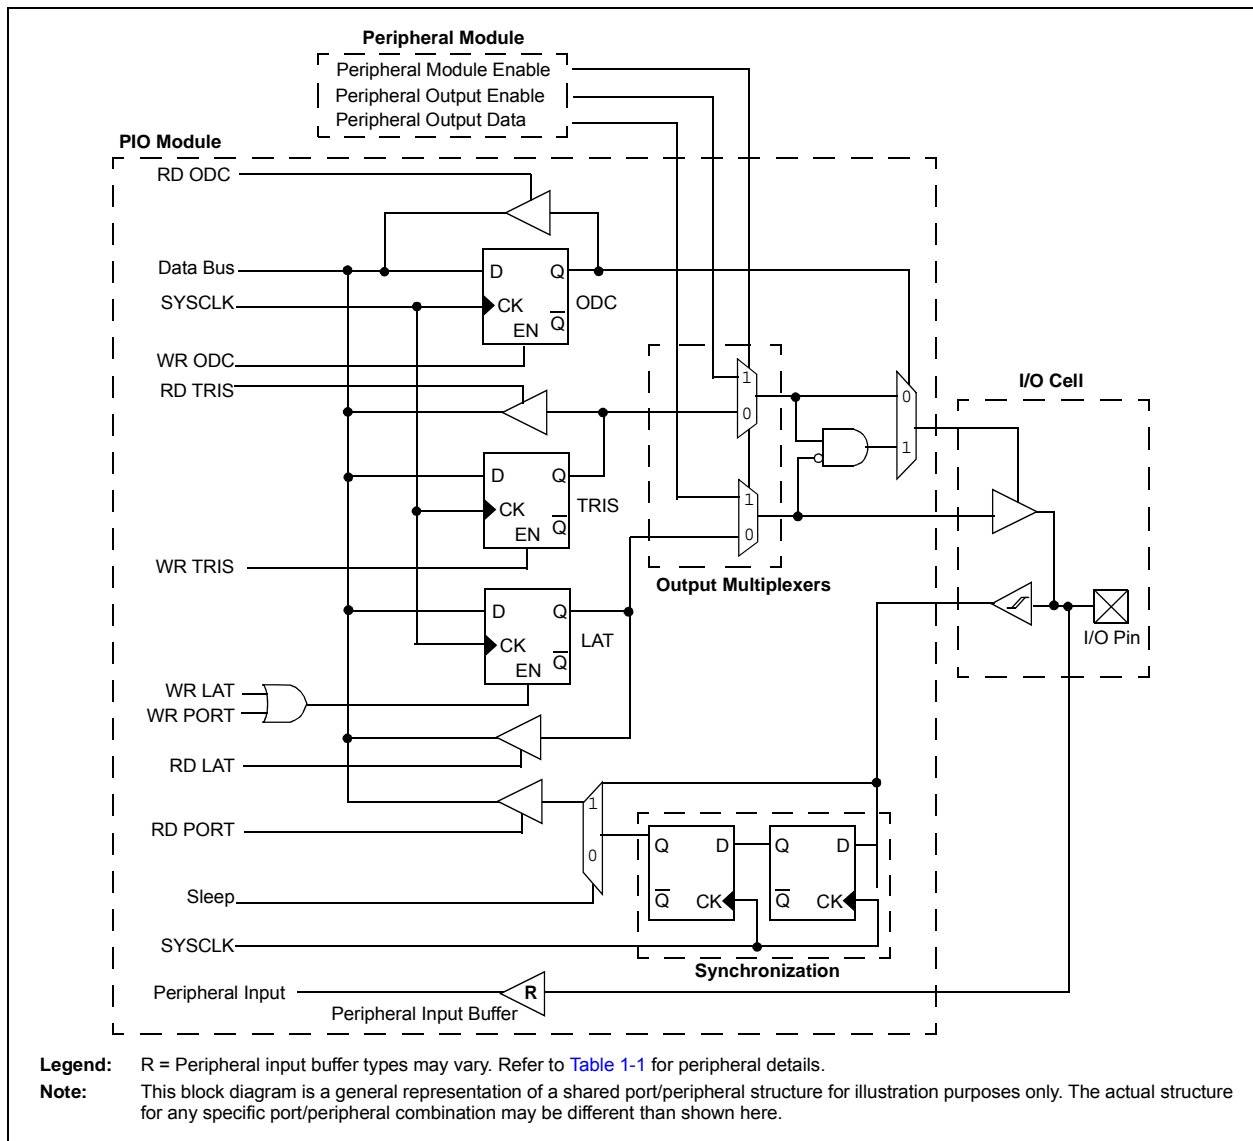 Peripheral Module
Peripheral Module Enable
Peripheral Output Enable
Peripheral Output Data
PIO Module
RD ODC
Data Bus
D Q
SYSCLK
CK
ODC
EN Q
WR ODC
RD TRIS
1
0
0
1
I/O Cell
D Q
CK
TRIS
EN Q
1
0
WR TRIS
Output Multiplexers
D Q
CK
LAT
EN Q
I/O Pin
WR LAT
WR PORT
RD LAT
1
0
RD PORT
Q D
Q D
Q CK
Q CK
Sleep
SYSCLK
Synchronization
Peripheral Input
R
Peripheral Input Buffer
Legend: R = Peripheral input buffer types may vary. Refer to Table 1-1 for peripheral details.
Note: This block diagram is a general representation of a shared port/peripheral structure for illustration purposes only. The actual structure
for any specific port/peripheral combination may be different than shown here.